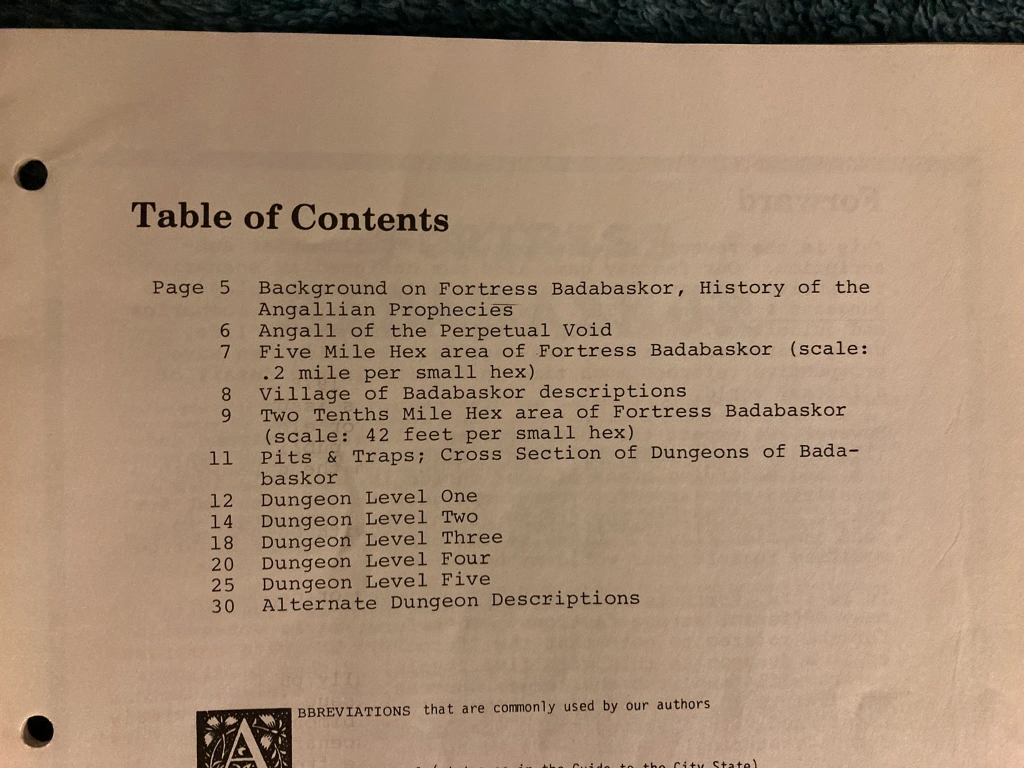 Forward
Table of Contents
Page 5 Background on Fortress Badabaskor, History of the
Angallian Prophecies
6 Angall of the Perpetual Void
7 Five Mile Hex area of Fortress Badabaskor (scale:
.2 mile per small hex)
8 Village of Badabaskor descriptions
9 Two Tenths Mile Hex area of Fortress Badabaskor
(scale: 42 feet per small hex)
11 Pits & Traps; Cross Section of Dungeons of Bada-
baskor
12 Dungeon Level One
14 Dungeon Level Two
18 Dungeon Level Three
20 Dungeon Level Four
25 Dungeon Level Five
30 Alternate Dungeon Descriptions
ABBREVIATIONS that are commonly used by our authors
in the Guide to the City State)